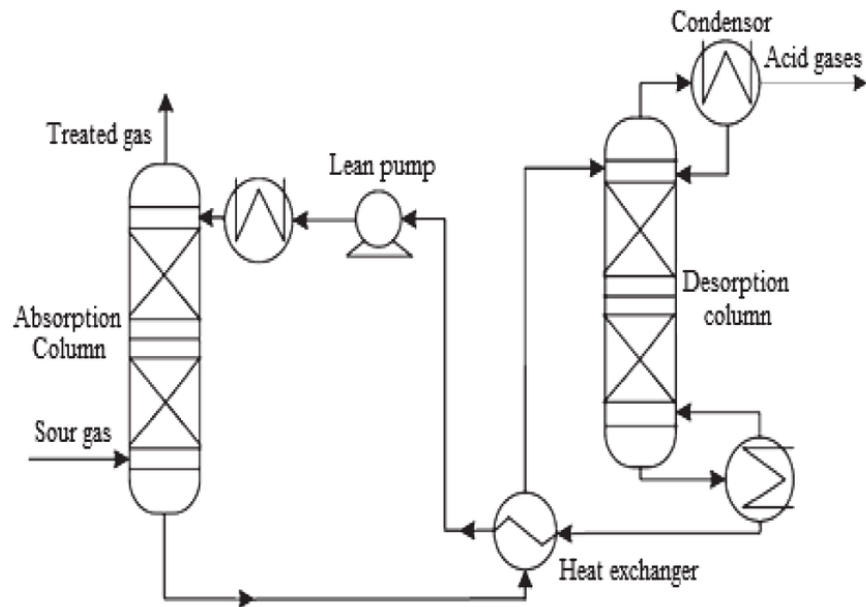 Condensor
Acid gases
Treated gas
Lean pump
Desorption
column
Absorption
Column
Sour gas
Heat exchanger